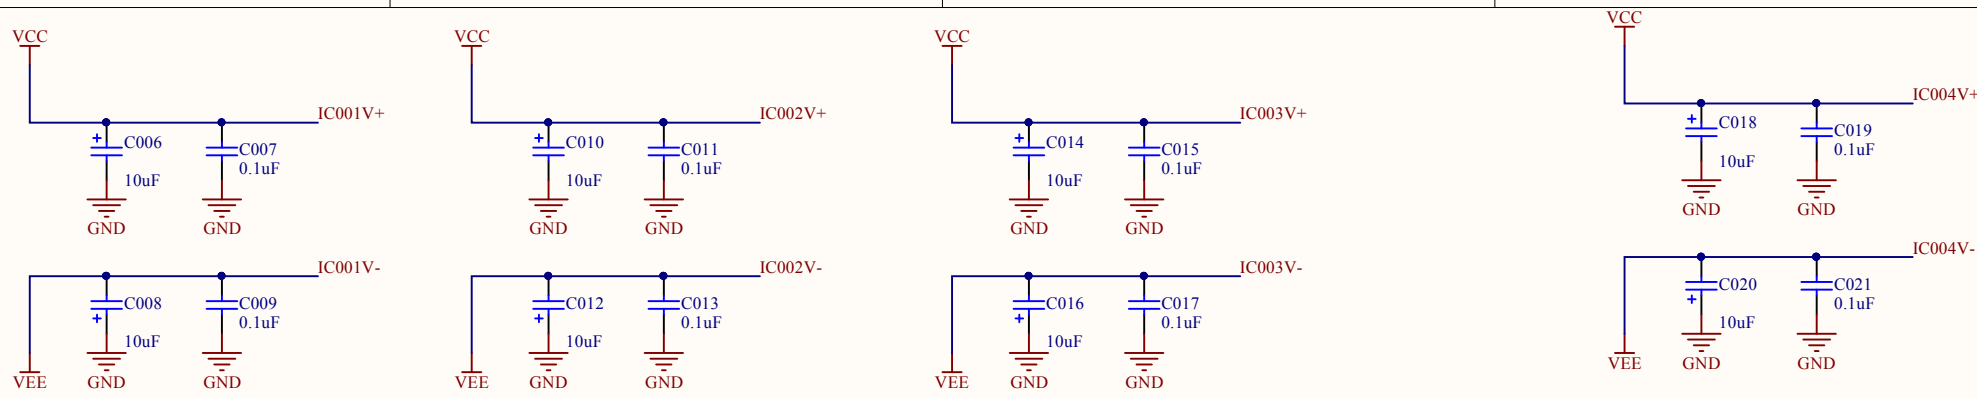 VCC
IC001V+
C006
10uF
GND
C007
0.1uF
GND
IC001V-
C008
10uF
GND
C009
0.1uF
GND
VEE
VCC
IC002V+
C010
10uF
GND
C011
0.1uF
GND
IC002V-
C012
10uF
GND
C013
0.1uF
GND
VEE
VCC
IC003V+
C014
10uF
GND
C015
0.1uF
GND
IC003V-
C016
10uF
GND
C017
0.1uF
GND
VEE
VCC
IC004V+
C018
10uF
GND
C019
0.1uF
GND
IC004V-
C020
10uF
GND
C021
0.1uF
GND
VEE